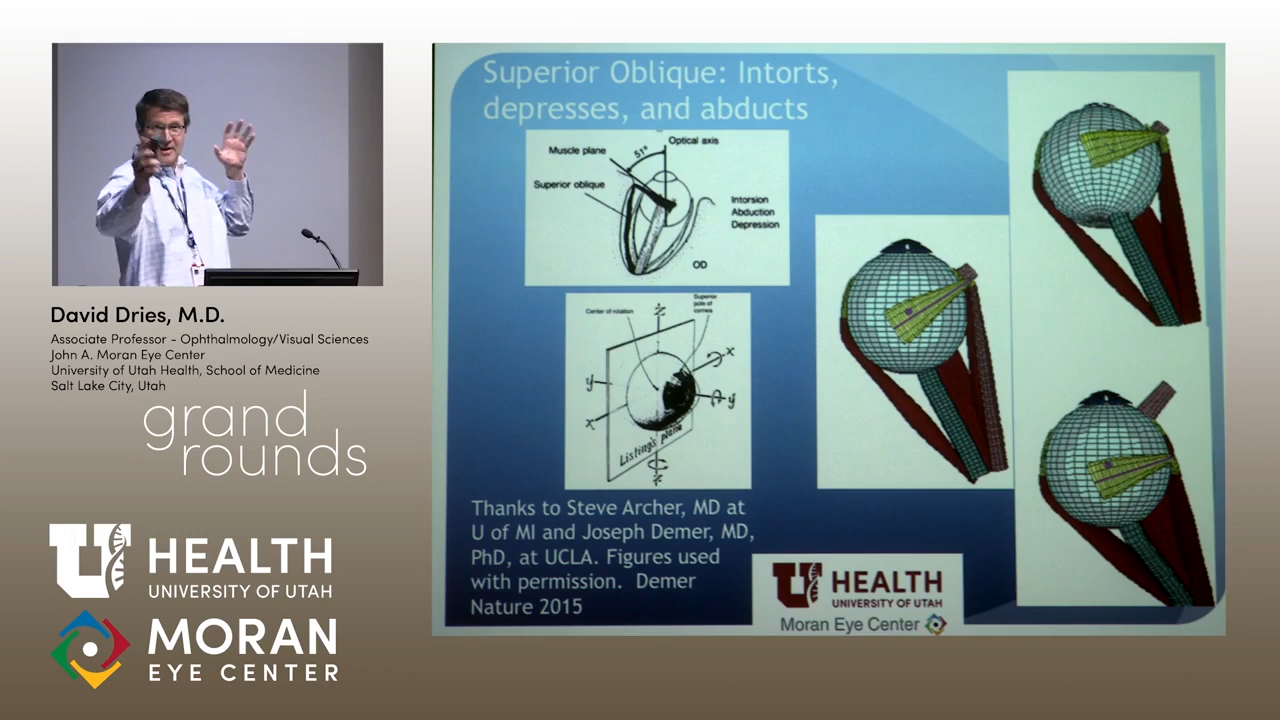 David Dries, M.D.
Associate Professor - Ophthalmology/Visual Sciences
John A. Moran Eye Center
University of Utah Health, School of Medicine
Salt Lake City, Utah
grand
rounds
U
HEALTH
UNIVERSITY OF UTAH
MORAN
EYE CENTER
Superior Oblique: Intorts,
depresses, and abducts
Optical axis
51°
Muscle plane
Superior oblique
Intorsion
Abduction
Depression
OD
Center of rotation
Superior
pole of
cornea
z
x
y
y
x
Listing's plane
z
Thanks to Steve Archer, MD at
U of MI and Joseph Demer, MD,
PhD, at UCLA. Figures used
with permission. Demer
Nature 2015
U
HEALTH
UNIVERSITY OF UTAH
Moran Eye Center